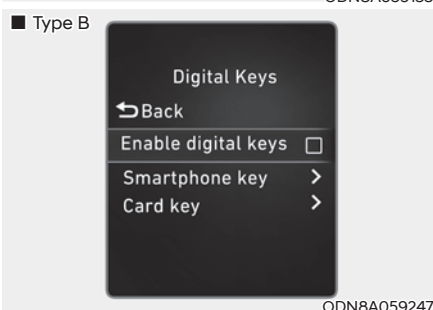 ■ Type B
Digital Keys
Back
Enable digital keys
Smartphone key >
Card key >
ODN8A059247